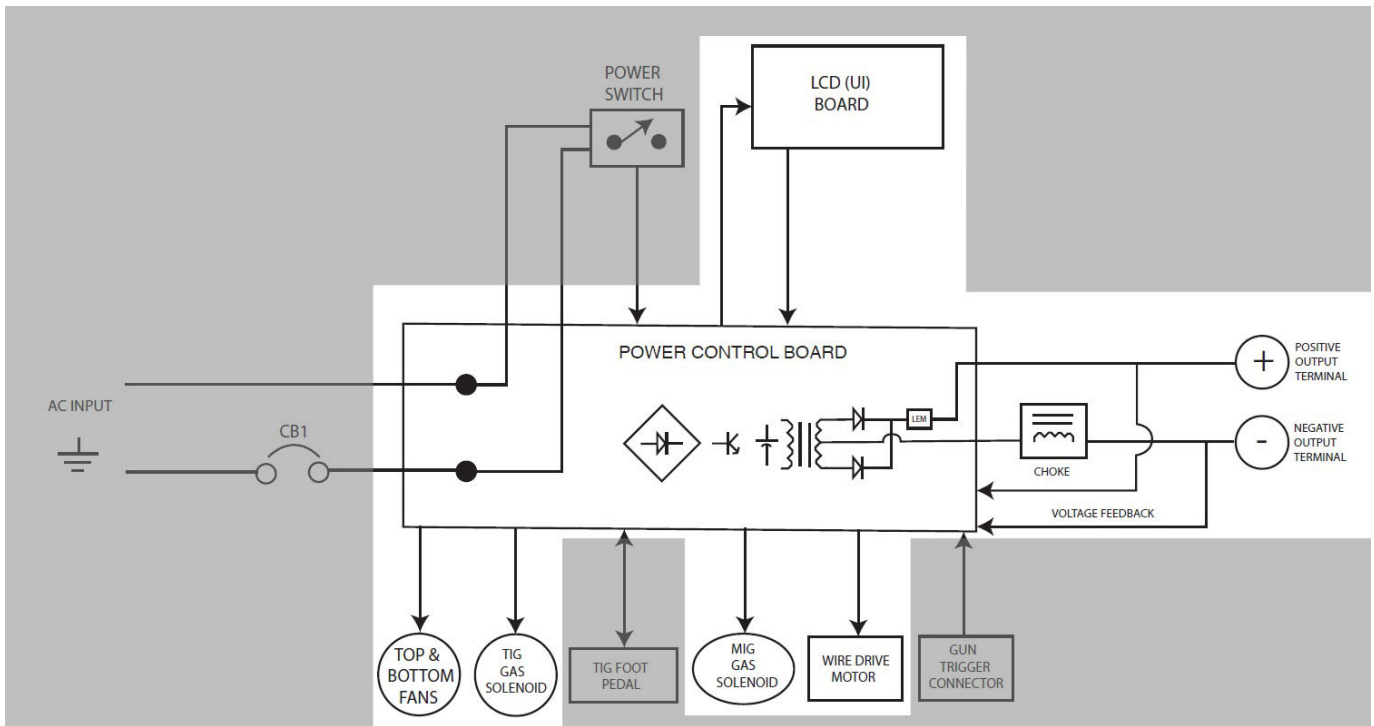 POWER
SWITCH
LCD (UI)
BOARD
POWER CONTROL BOARD
AC INPUT
CB1
LEM
CHOKE
VOLTAGE FEEDBACK
+
POSITIVE
OUTPUT
TERMINAL
-
NEGATIVE
OUTPUT
TERMINAL
TOP &
BOTTOM
FANS
TIG
GAS
SOLENOID
TIG FOOT
PEDAL
MIG
GAS
SOLENOID
WIRE DRIVE
MOTOR
GUN
TRIGGER
CONNECTOR